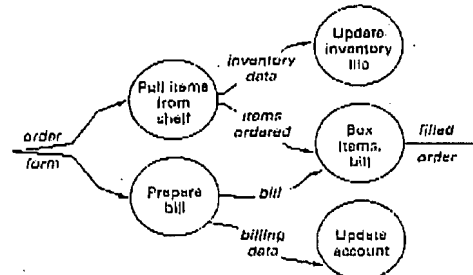 Update
inventory
file
inventory
data
Pull items
from
shelf
items
ordered
order
form
Box
items,
bill
filled
order
Prepare
bill
bill
billing
data
Update
account